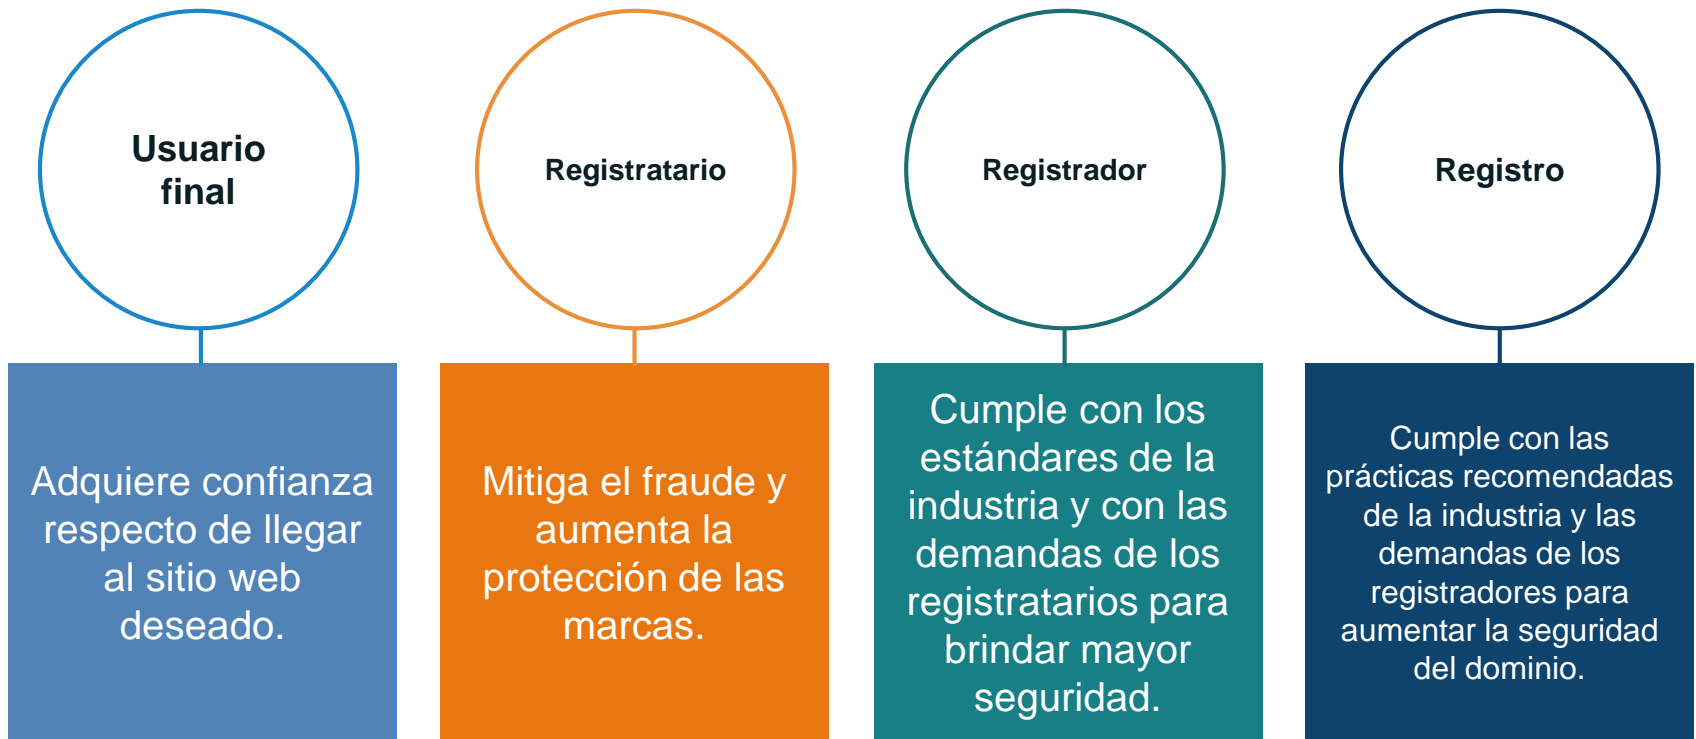 Usuario
final
Registratario
Registrador
Registro
Adquiere confianza
respecto de llegar
al sitio web
deseado.
Mitiga el fraude y
aumenta la
protección de las
marcas.
Cumple con los
estándares de la
industria y con las
demandas de los
registratarios para
brindar mayor
seguridad.
Cumple con las
prácticas recomendadas
de la industria y las
demandas de los
registradores para
aumentar la seguridad
del dominio.